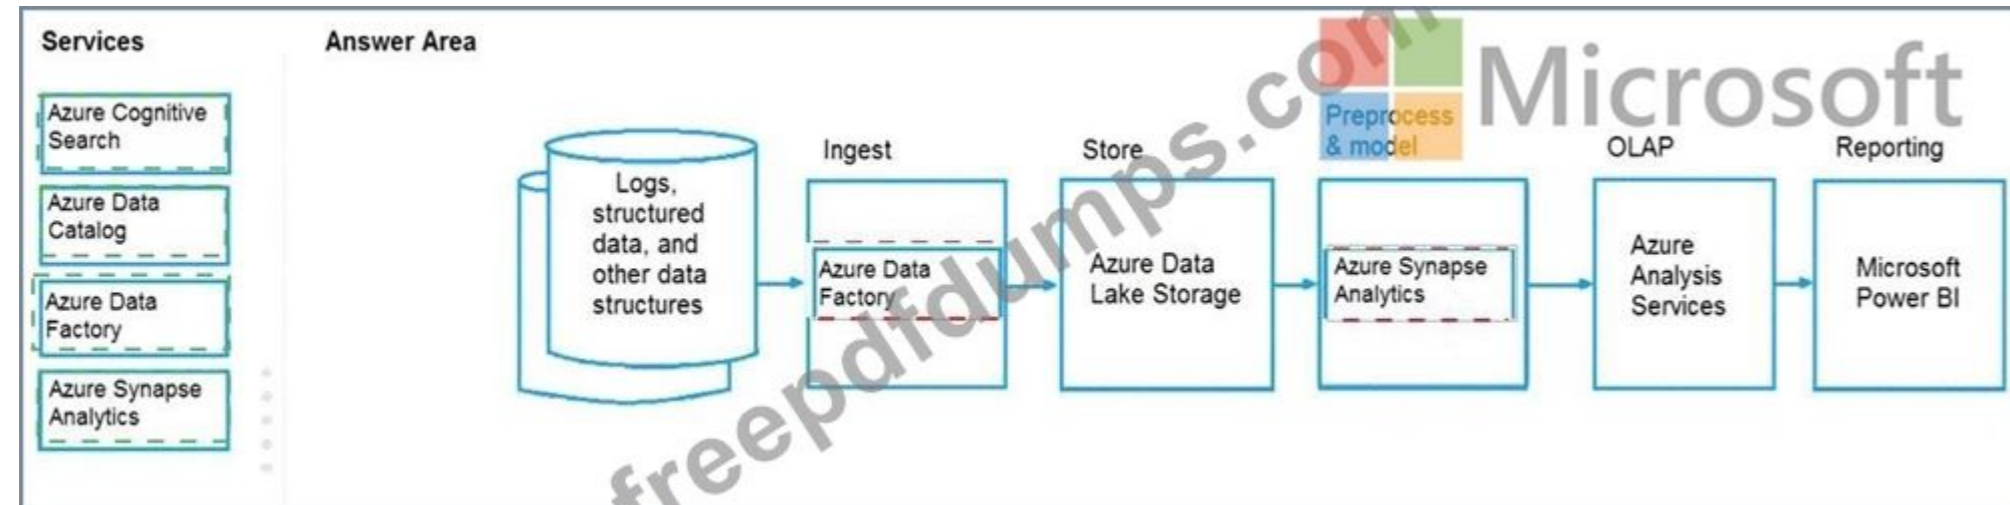 Services
Azure Cognitive
Search
Azure Data
Catalog
Azure Data
Factory
Azure Synapse
Analytics
Answer Area
Logs,
structured
data, and
other data
structures
Ingest
Azure Data
Factory
Store
Azure Data
Lake Storage
Preprocess
& model
Azure Synapse
Analytics
OLAP
Azure
Analysis
Services
Reporting
Microsoft
Power BI
Microsoft
freepdfdumps.com